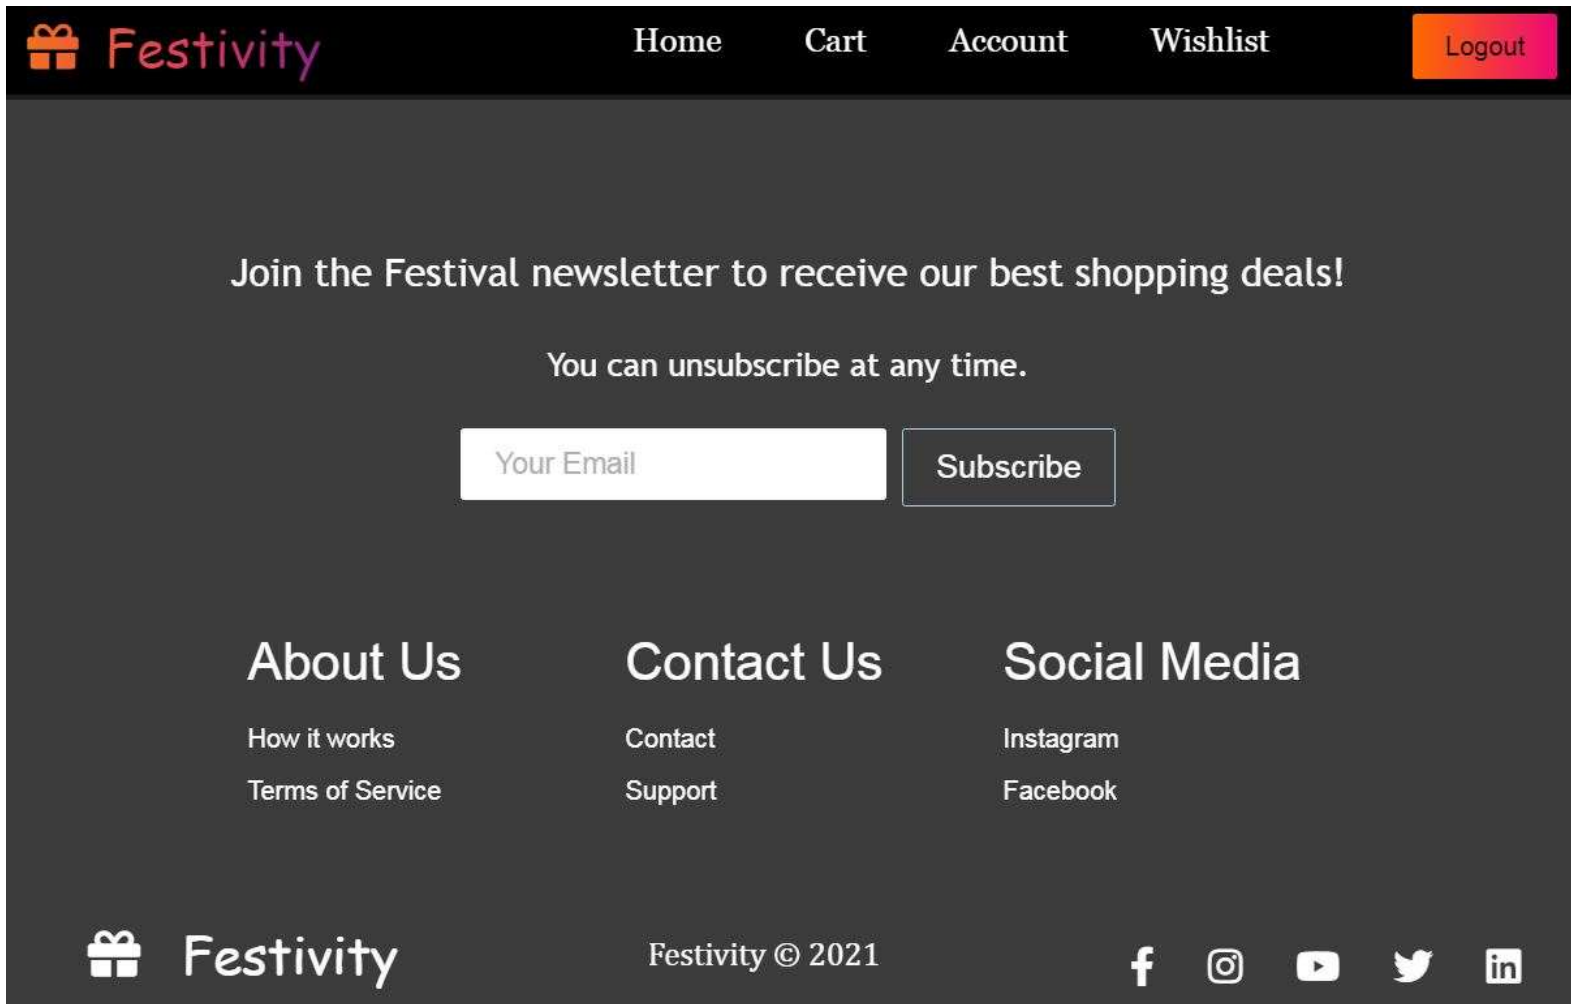 Festivity Home Cart Account Wishlist Logout
Join the Festival newsletter to receive our best shopping deals!
You can unsubscribe at any time.
Your Email Subscribe
About Us Contact Us Social Media
How it works Contact Instagram
Terms of Service Support Facebook
Festivity Festivity © 2021